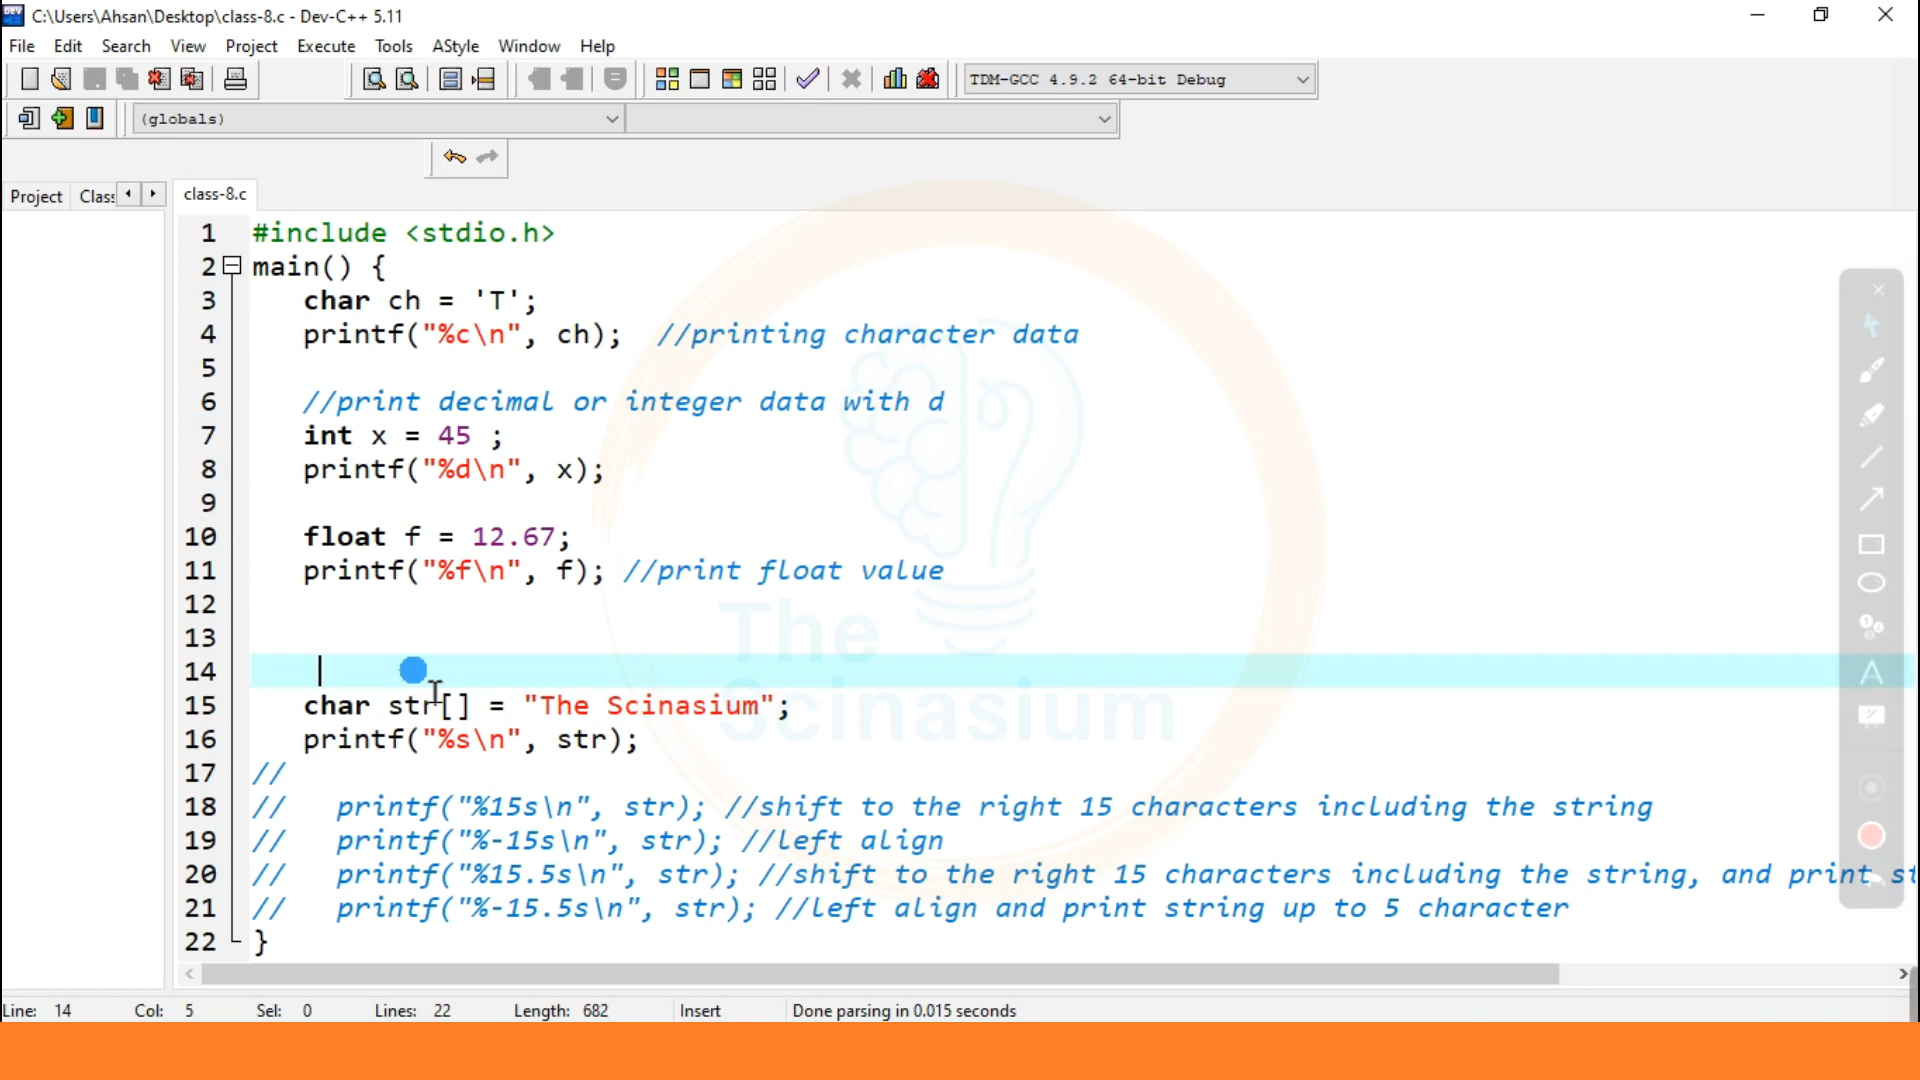 C:\Users\Ahsan\Desktop\class-8.c - Dev-C++ 5.11
File Edit Search View Project Execute Tools AStyle Window Help
TDM-GCC 4.9.2 64-bit Debug
(globals)
Project Class
class-8.c
1 #include <stdio.h>
2 main() {
3 char ch = 'T';
4 printf("%c\n", ch); //printing character data
5
6 //print decimal or integer data with d
7 int x = 45 ;
8 printf("%d\n", x);
9
10 float f = 12.67;
11 printf("%f\n", f); //print float value
12
13
14
15 char str[] = "The Scinasium";
16 printf("%s\n", str);
17 //
18 // printf("%15s\n", str); //shift to the right 15 characters including the string
19 // printf("%-15s\n", str); //left align
20 // printf("%15.5s\n", str); //shift to the right 15 characters including the string, and print st
21 // printf("%-15.5s\n", str); //left align and print string up to 5 character
22 }
The
Scinasium
Line: 14 Col: 5 Sel: 0 Lines: 22 Length: 682 Insert Done parsing in 0.015 seconds